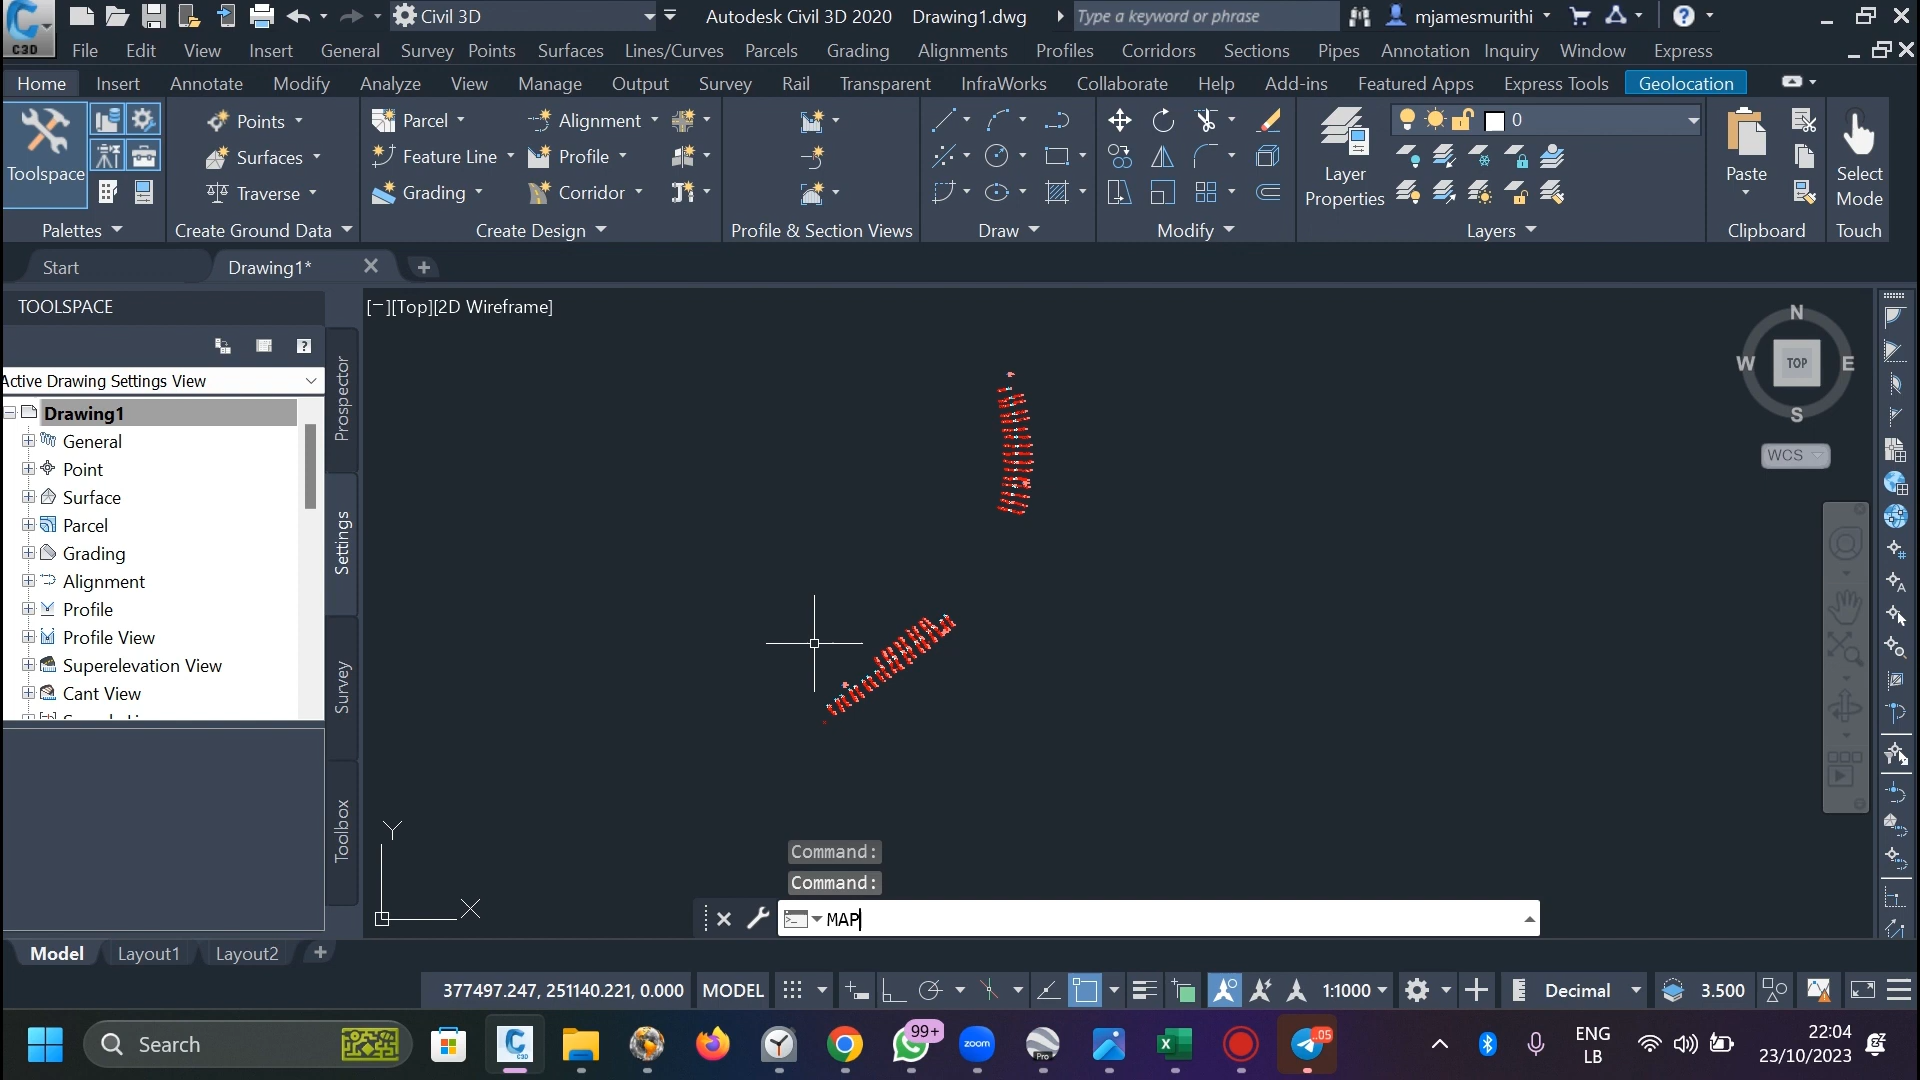 C3D
Civil 3D
Autodesk Civil 3D 2020 Drawing1.dwg
Type a keyword or phrase
mjamesmurithi
File Edit View Insert General Survey Points Surfaces Lines/Curves Parcels Grading Alignments Profiles Corridors Sections Pipes Annotation Inquiry Window Express
Home Insert Annotate Modify Analyze View Manage Output Survey Rail Transparent InfraWorks Collaborate Help Add-ins Featured Apps Express Tools Geolocation
Toolspace
Points
Surfaces
Traverse
Parcel
Feature Line
Grading
Alignment
Profile
Corridor
Layer
Properties
0
Paste
Select
Mode
Palettes
Create Ground Data
Create Design
Profile & Section Views
Draw
Modify
Layers
Clipboard
Touch
Start
Drawing1*
TOOLSPACE
[−][Top][2D Wireframe]
Active Drawing Settings View
Drawing1
General
Point
Surface
Parcel
Grading
Alignment
Profile
Profile View
Superelevation View
Cant View
Prospector
Settings
Survey
Toolbox
N
W
TOP
E
S
WCS
Y
X
Command:
Command:
MAP
Model
Layout1
Layout2
377497.247, 251140.221, 0.000
MODEL
1:1000
Decimal
3.500
Search
99+
zoom
Pro
.05
ENG
LB
22:04
23/10/2023